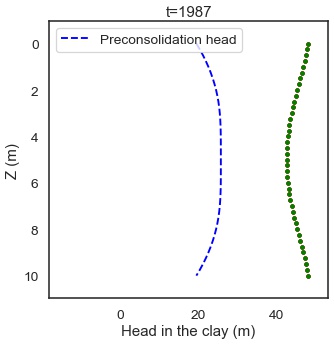 t=1987
Preconsolidation head
0
2
4
6
8
10
Z (m)
0
20
40
Head in the clay (m)